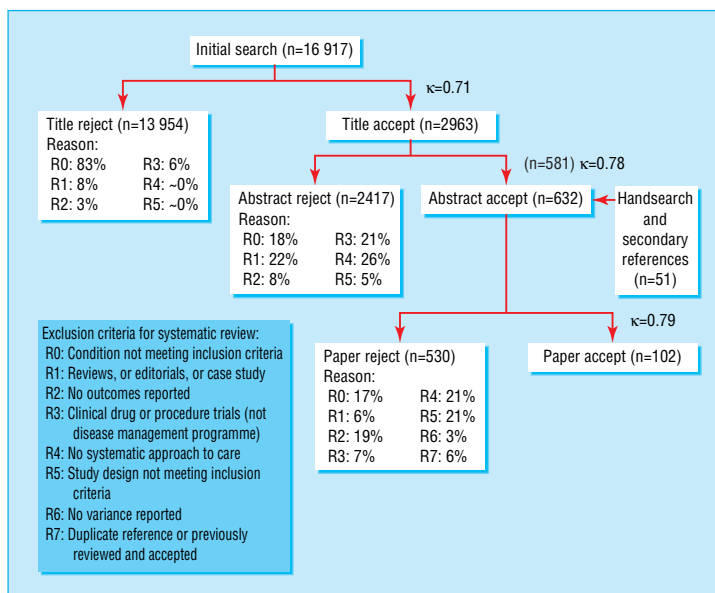 Initial search (n=16 917)
κ=0.71
Title reject (n=13 954)
Reason:
R0: 83% R3: 6%
R1: 8% R4: ~0%
R2: 3% R5: ~0%
Title accept (n=2963)
(n=581) κ=0.78
Abstract reject (n=2417)
Reason:
R0: 18% R3: 21%
R1: 22% R4: 26%
R2: 8% R5: 5%
Abstract accept (n=632)
Handsearch
and
secondary
references
(n=51)
κ=0.79
Paper reject (n=530)
Reason:
R0: 17% R4: 21%
R1: 6% R5: 21%
R2: 19% R6: 3%
R3: 7% R7: 6%
Paper accept (n=102)
Exclusion criteria for systematic review:
R0: Condition not meeting inclusion criteria
R1: Reviews, or editorials, or case study
R2: No outcomes reported
R3: Clinical drug or procedure trials (not
disease management programme)
R4: No systematic approach to care
R5: Study design not meeting inclusion
criteria
R6: No variance reported
R7: Duplicate reference or previously
reviewed and accepted